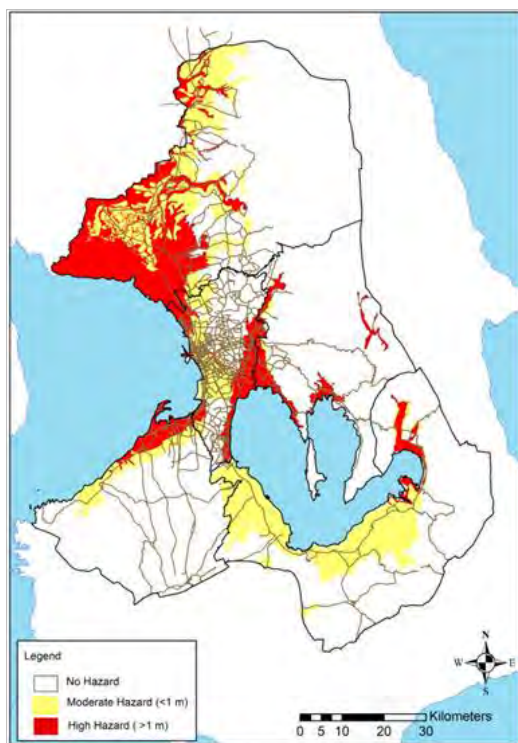 Legend
No Hazard
Moderate Hazard (<1 m)
High Hazard ( >1 m)
N
W E
S
Kilometers
0 5 10 20 30